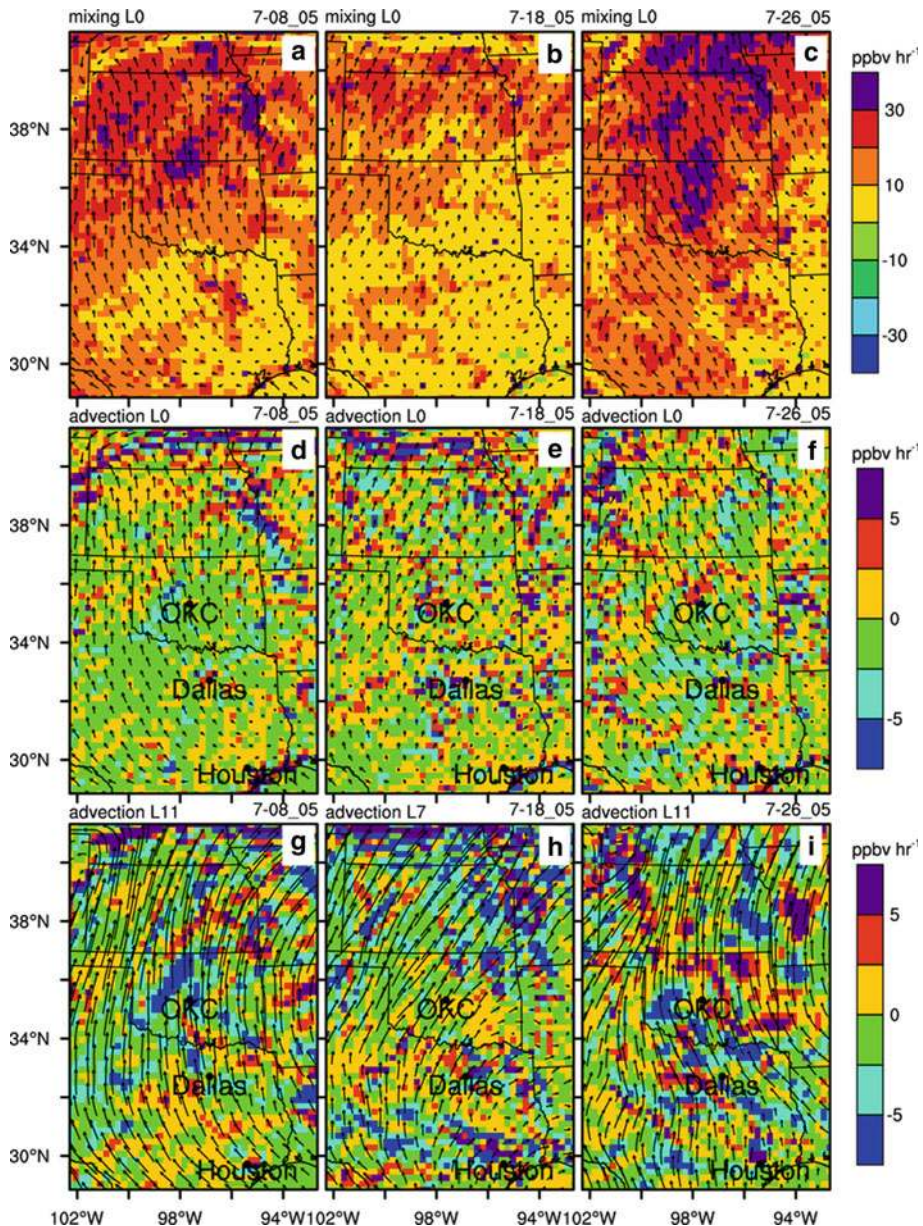 mixing L0 7-08_05 mixing L0 7-18_05 mixing L0 7-26_05
a b c
ppbv hr⁻¹
38°N
34°N
30°N
30
10
-10
-30
advection L0 7-08_05 advection L0 7-18_05 advection L0 7-26_05
d e f
ppbv hr⁻¹
38°N
34°N
30°N
OKC OKC OKC
Dallas Dallas Dallas
Houston Houston Houston
5
0
-5
advection L11 7-08_05 advection L7 7-18_05 advection L11 7-26_05
g h i
ppbv hr⁻¹
38°N
34°N
30°N
OKC OKC OKC
Dallas Dallas Dallas
Houston Houston Houston
5
0
-5
102°W 98°W 94°W 102°W 98°W 94°W 102°W 98°W 94°W